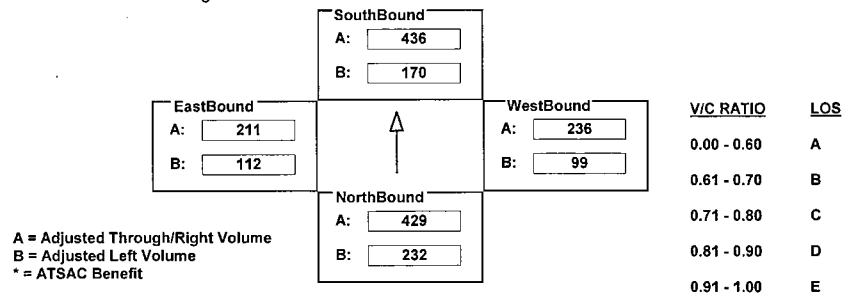 SouthBound
A: 436
B: 170
EastBound
A: 211
B: 112
WestBound
A: 236
B: 99
NorthBound
A: 429
B: 232
A = Adjusted Through/Right Volume
B = Adjusted Left Volume
* = ATSAC Benefit
V/C RATIO LOS
0.00 - 0.60 A
0.61 - 0.70 B
0.71 - 0.80 C
0.81 - 0.90 D
0.91 - 1.00 E